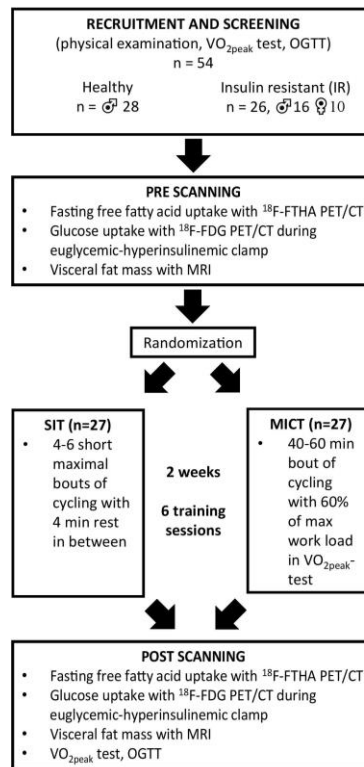 RECRUITMENT AND SCREENING
(physical examination, VO2peak test, OGTT)
n = 54
Healthy
n = ♂ 28
Insulin resistant (IR)
n = 26, ♂16 ♀10
PRE SCANNING
• Fasting free fatty acid uptake with 18F-FTHA PET/CT
• Glucose uptake with 18F-FDG PET/CT during
euglycemic-hyperinsulinemic clamp
• Visceral fat mass with MRI
Randomization
SIT (n=27)
• 4-6 short
maximal
bouts of
cycling with
4 min rest
in between
2 weeks
6 training
sessions
MICT (n=27)
• 40-60 min
bout of
cycling with
60% of max
work load
in VO2peak-
test
POST SCANNING
• Fasting free fatty acid uptake with 18F-FTHA PET/CT
• Glucose uptake with 18F-FDG PET/CT during
euglycemic-hyperinsulinemic clamp
• Visceral fat mass with MRI
• VO2peak test, OGTT